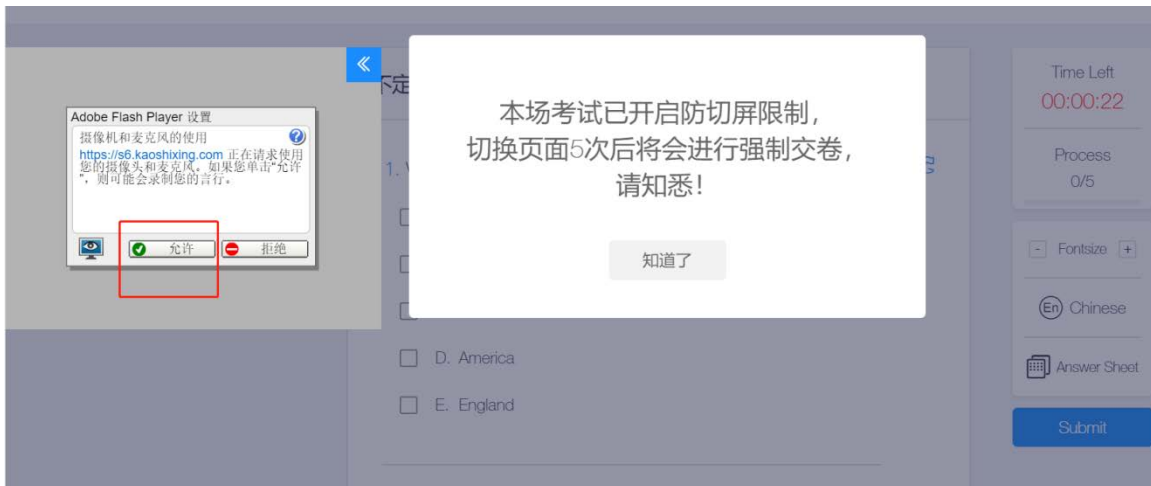 Adobe Flash Player 设置
摄像机和麦克风的使用
https://s6.kaoshixing.com 正在请求使用
您的摄像头和麦克风。如果您单击“允许
”，则可能会录制您的言行。
允许
拒绝
不定
本场考试已开启防切屏限制，
切换页面5次后将会进行强制交卷，
请知悉！
知道了
1.
D. America
E. England
Time Left
00:00:22
Process
0/5
- Fontsize +
En Chinese
Answer Sheet
Submit